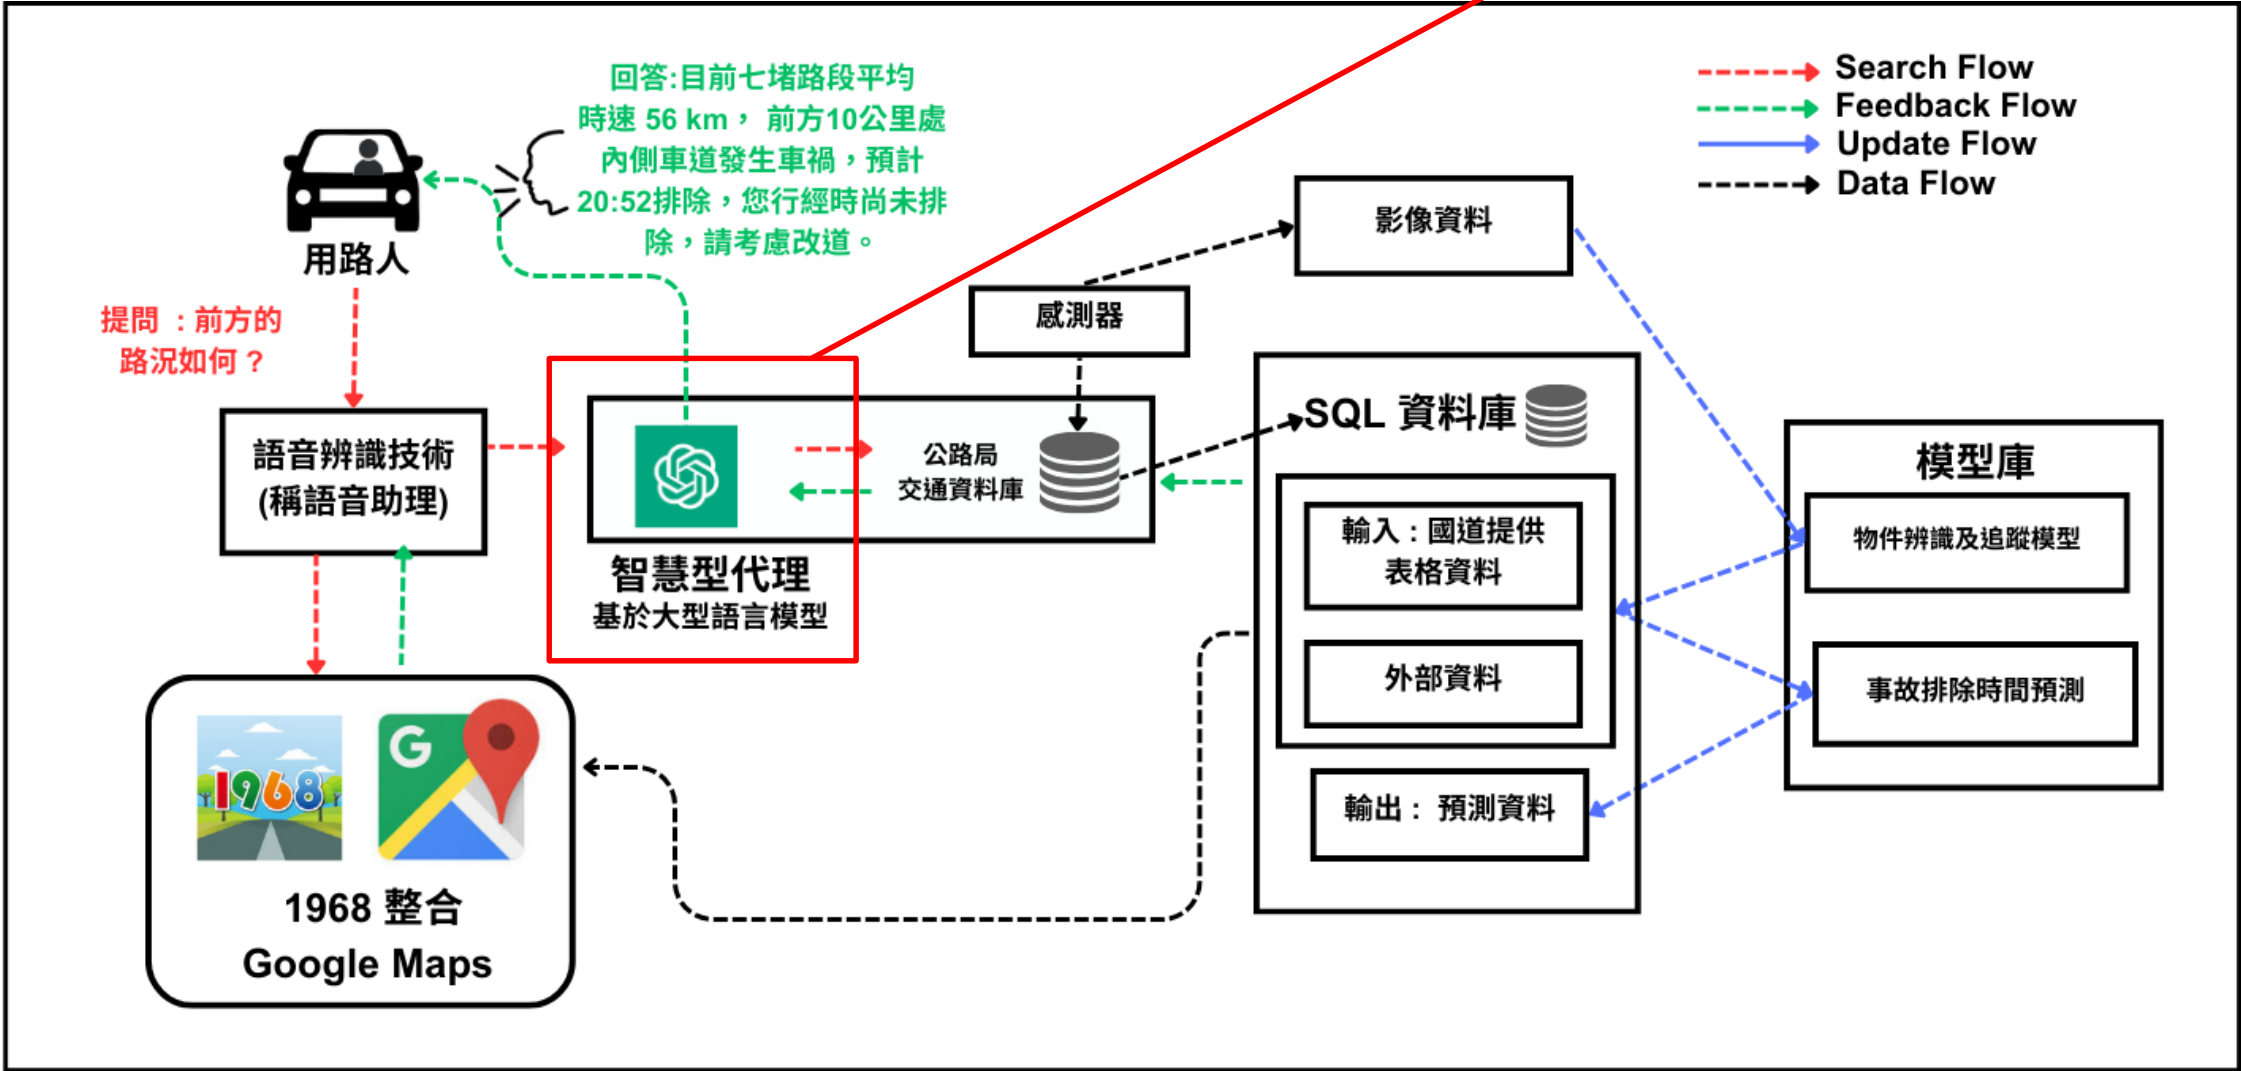 回答:目前七堵路段平均
時速 56 km， 前方10公里處
內側車道發生車禍，預計
20:52排除，您行經時尚未排
除，請考慮改道。
Search Flow
Feedback Flow
Update Flow
Data Flow
用路人
提問 ：前方的
路況如何？
影像資料
感測器
語音辨識技術
(稱語音助理)
公路局
交通資料庫
智慧型代理
基於大型語言模型
SQL 資料庫
輸入：國道提供
表格資料
外部資料
輸出： 預測資料
模型庫
物件辨識及追蹤模型
事故排除時間預測
1968
G
1968 整合
Google Maps